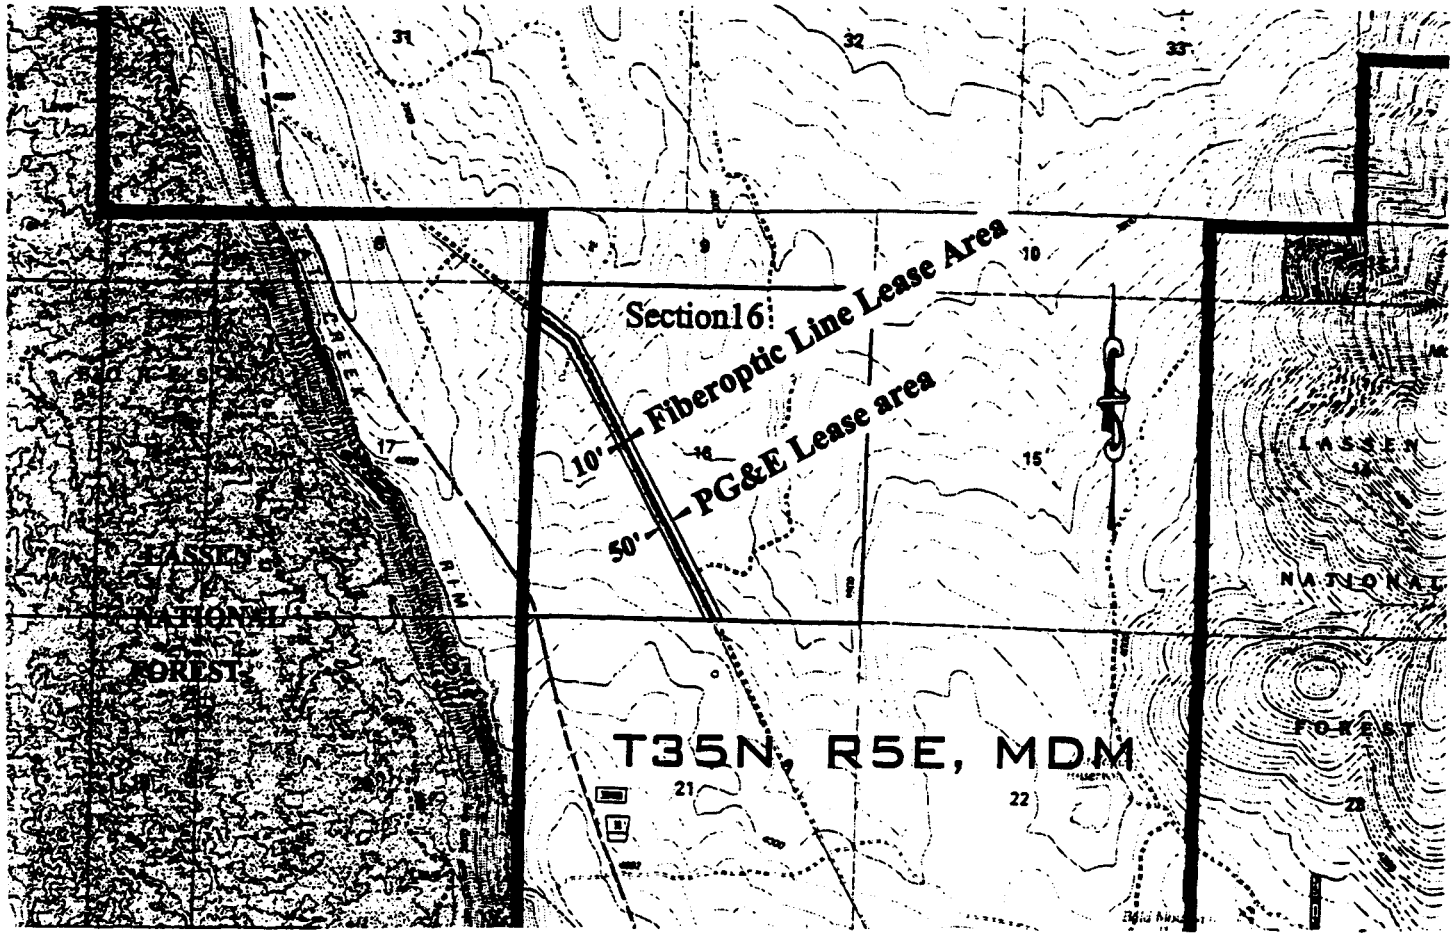 31
32
33
9
10
Section16
Fiberoptic Line Lease Area
PG&E Lease area
10'
50'
17
16
15
CREEK
RIM
LASSEN
NATIONAL
FOREST
LASSEN
NATIONAL
FOREST
T35N, R5E, MDM
21
22
23